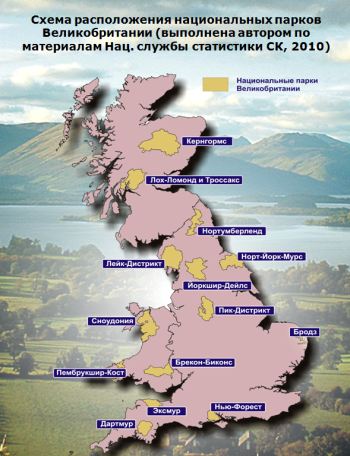 Схема расположения национальных парков
Великобритании (выполнена автором по
материалам Нац. службы статистики СК, 2010)
Национальные парки
Великобритании
Кернгормс
Лох-Ломонд и Троссакс
Нортумберленд
Лейк-Дистрикт
Норт-Йорк-Мурс
Йоркшир-Дейлс
Пик-Дистрикт
Сноудония
Бродз
Брекон-Биконс
Пембрукшир-Кост
Эксмур
Нью-Форест
Дартмур